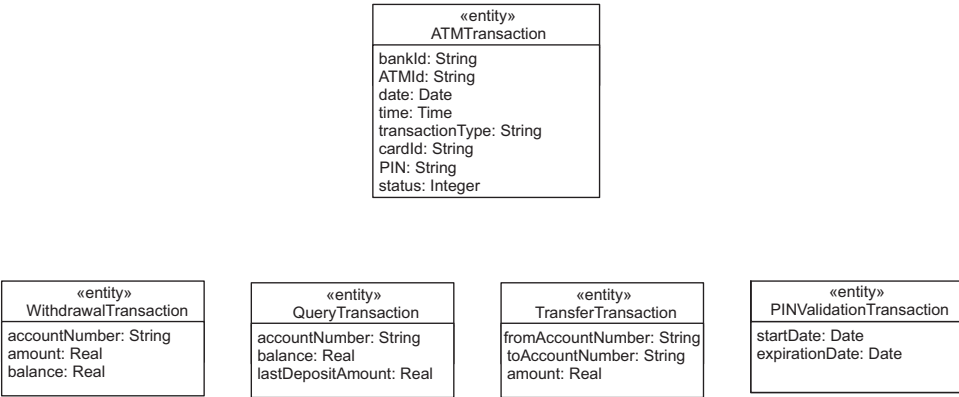 «entity»
ATMTransaction
bankId: String
ATMId: String
date: Date
time: Time
transactionType: String
cardId: String
PIN: String
status: Integer
«entity»
WithdrawalTransaction
accountNumber: String
amount: Real
balance: Real
«entity»
QueryTransaction
accountNumber: String
balance: Real
lastDepositAmount: Real
«entity»
TransferTransaction
fromAccountNumber: String
toAccountNumber: String
amount: Real
«entity»
PINValidationTransaction
startDate: Date
expirationDate: Date